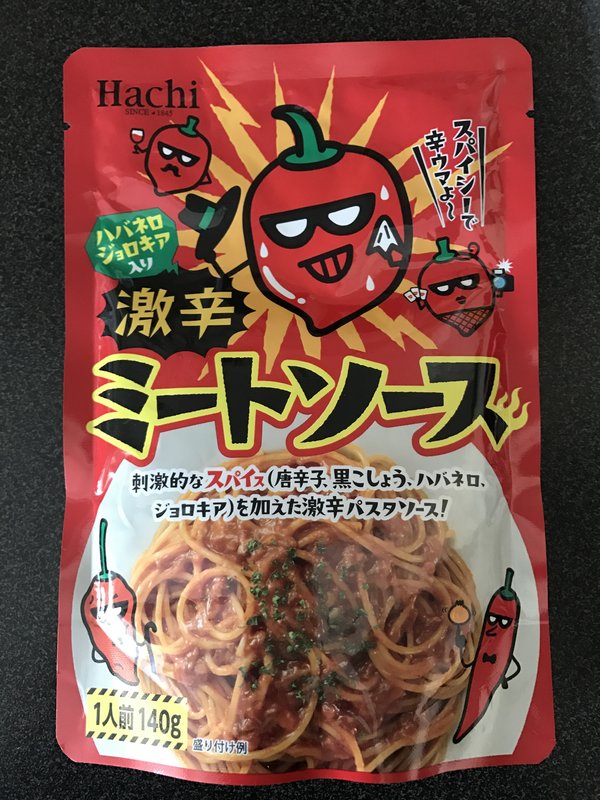 Hachi
SINCE 1845
スパイシーで
辛ウマよ〜
ハバネロ
ジョロキア
入り
激辛
ミートソース
刺激的なスパイス(唐辛子、黒こしょう、ハバネロ、
ジョロキア)を加えた激辛パスタソース!
1人前 140g
盛り付け例